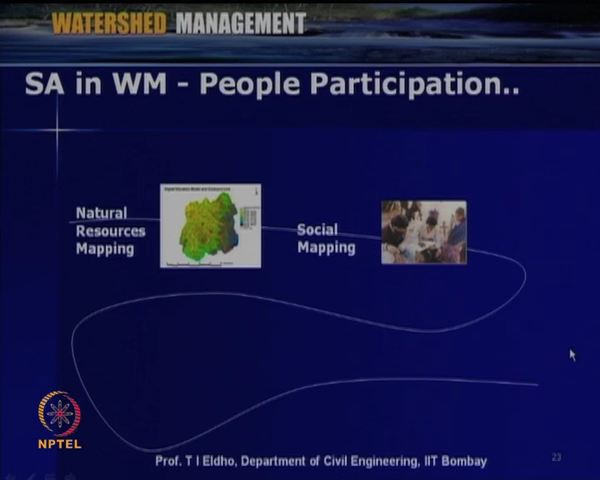 WATERSHED MANAGEMENT
SA in WM - People Participation..
Natural
Resources
Mapping
Social
Mapping
NPTEL
Prof. T I Eldho, Department of Civil Engineering, IIT Bombay
23